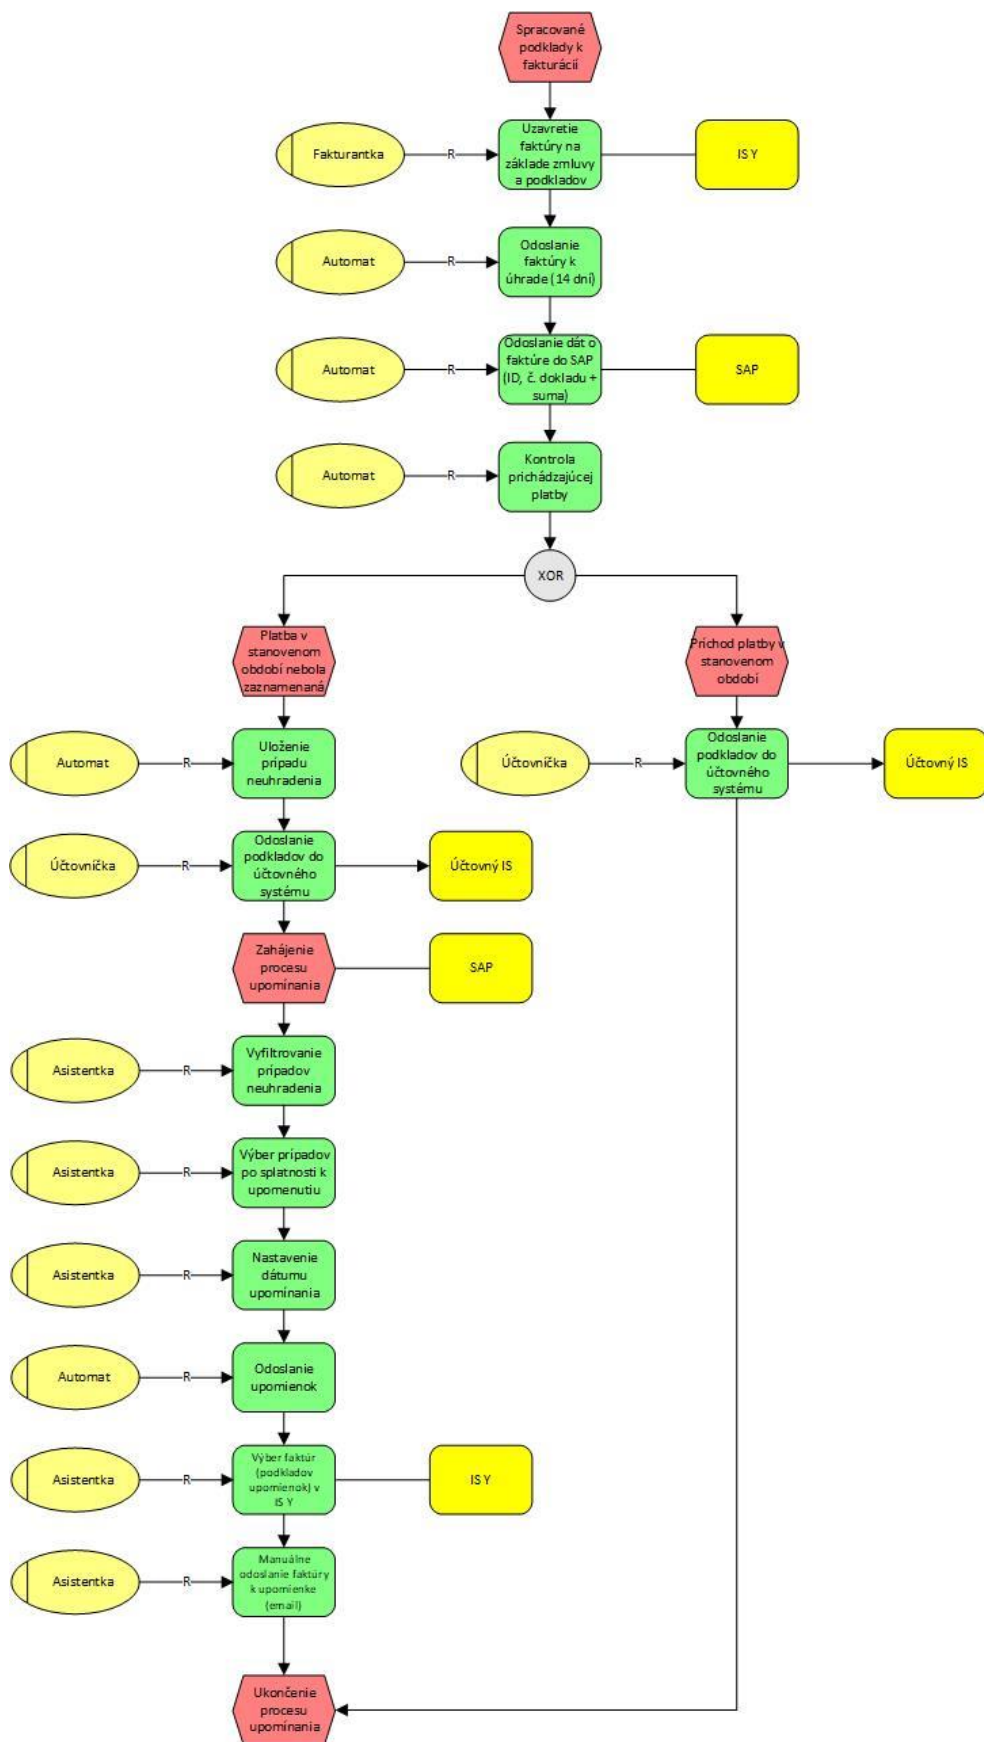 Spracované
podklady k
fakturácií
Fakturantka
R
Uzavretie
faktúry na
základe zmluvy
a podkladov
IS Y
Automat
R
Odoslanie
faktúry k
úhrade (14 dní)
Automat
R
Odoslanie dát o
faktúre do SAP
(ID, č. dokladu +
suma)
SAP
Automat
R
Kontrola
prichádzajúcej
platby
XOR
Platba v
stanovenom
období nebola
zaznamenaná
Príchod platby v
stanovenom
období
Automat
R
Uloženie
prípadu
neuhradenia
Účtovníčka
R
Odoslanie
podkladov do
účtovného
systému
Účtovný IS
Účtovníčka
R
Odoslanie
podkladov do
účtovného
systému
Účtovný IS
Zahájenie
procesu
upomínania
SAP
Asistentka
R
Vyfiltrovanie
prípadov
neuhradenia
Asistentka
R
Výber prípadov
po splatnosti k
upomenutiu
Asistentka
R
Nastavenie
dátumu
upomínania
Automat
R
Odoslanie
upomienok
Asistentka
R
Výber faktúr
(podkladov
upomienok) v
IS Y
IS Y
Asistentka
R
Manuálne
odoslanie faktúry
k upomienke
(email)
Ukončenie
procesu
upomínania